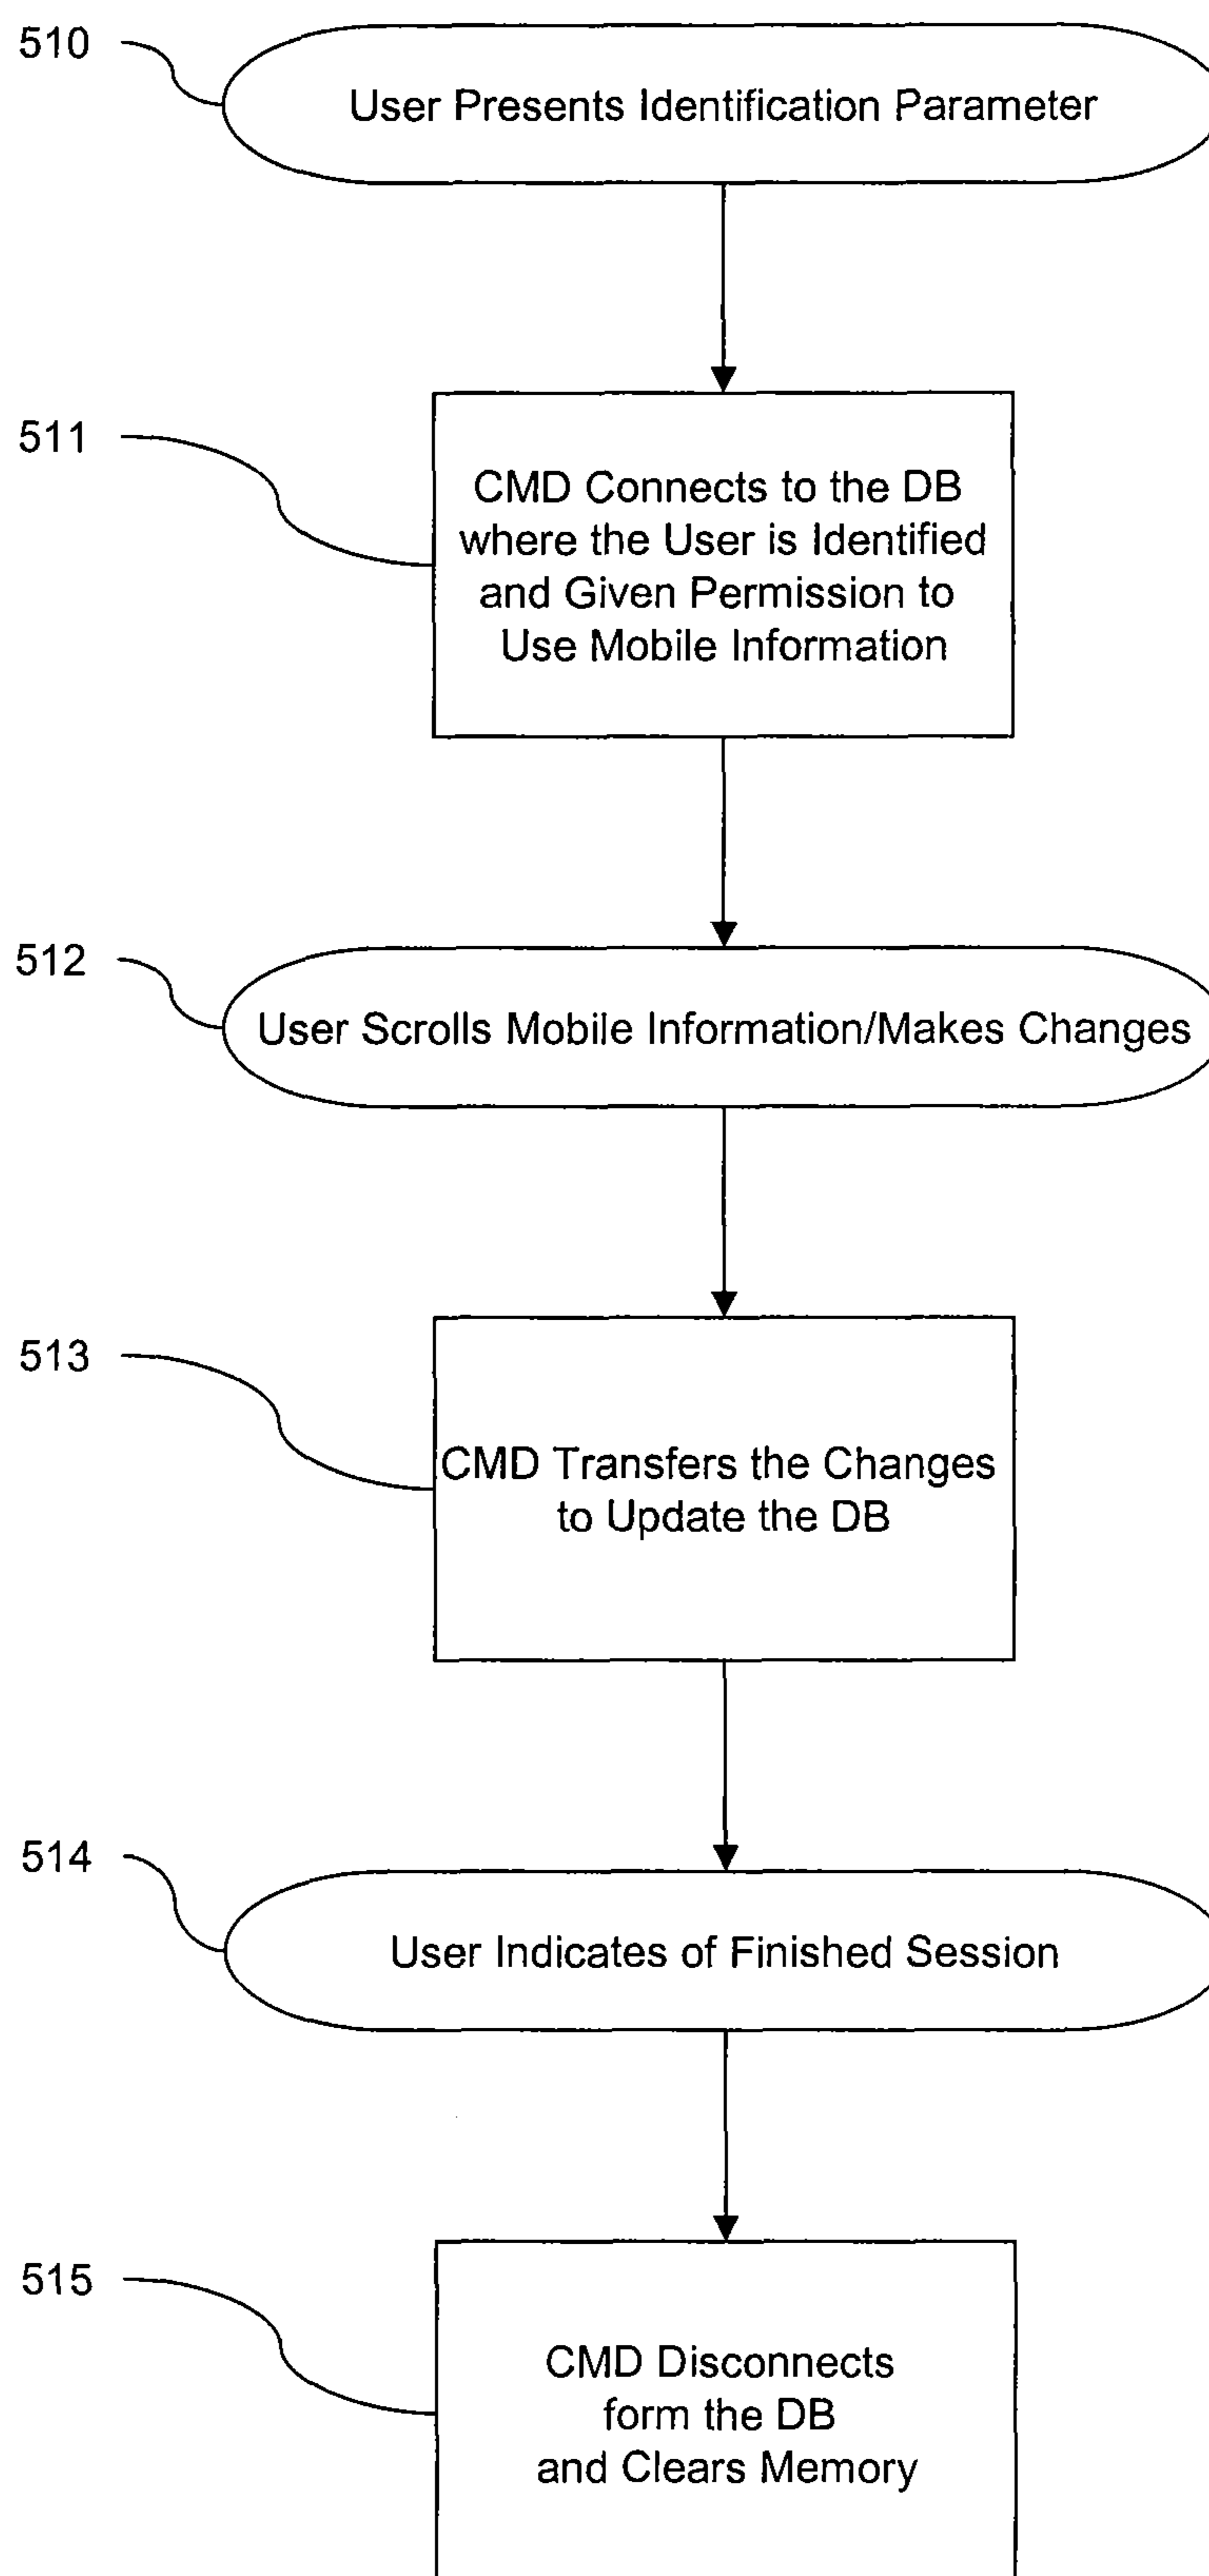 510
User Presents Identification Parameter
511
CMD Connects to the DB
where the User is Identified
and Given Permission to
Use Mobile Information
512
User Scrolls Mobile Information/Makes Changes
513
CMD Transfers the Changes
to Update the DB
514
User Indicates of Finished Session
515
CMD Disconnects
form the DB
and Clears Memory